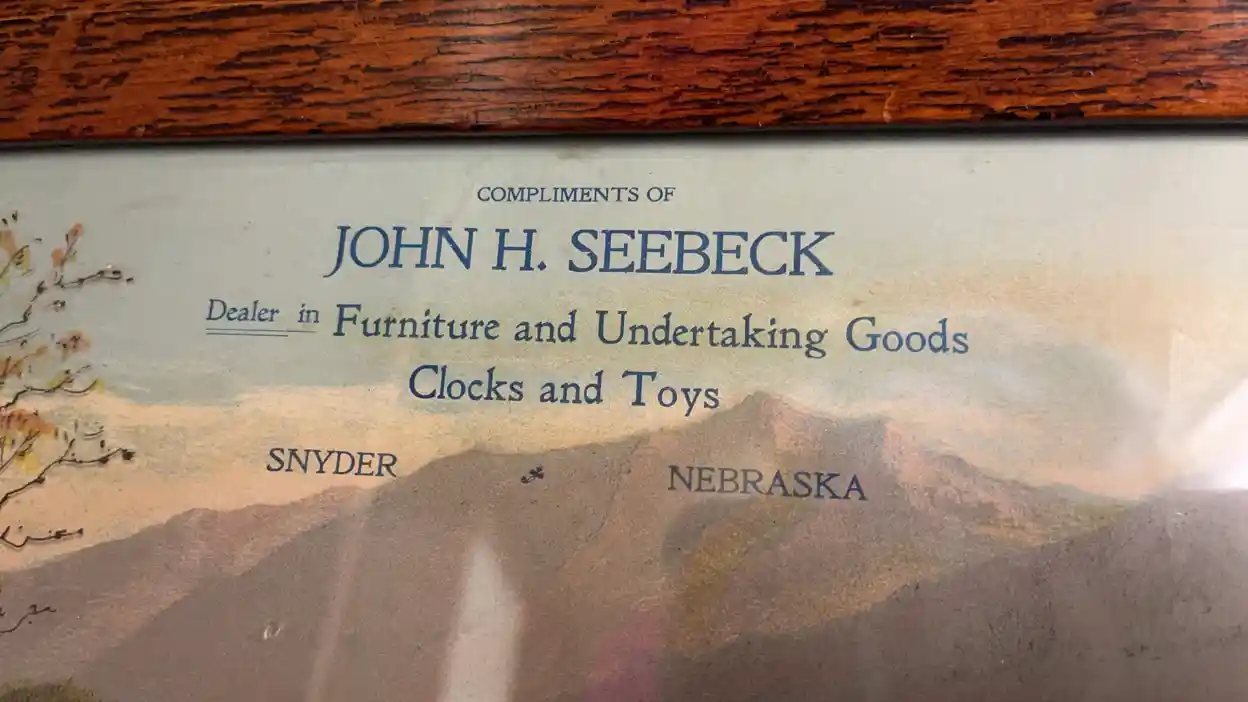 COMPLIMENTS OF
JOHN H. SEEBECK
Dealer in Furniture and Undertaking Goods
Clocks and Toys
SNYDER NEBRASKA